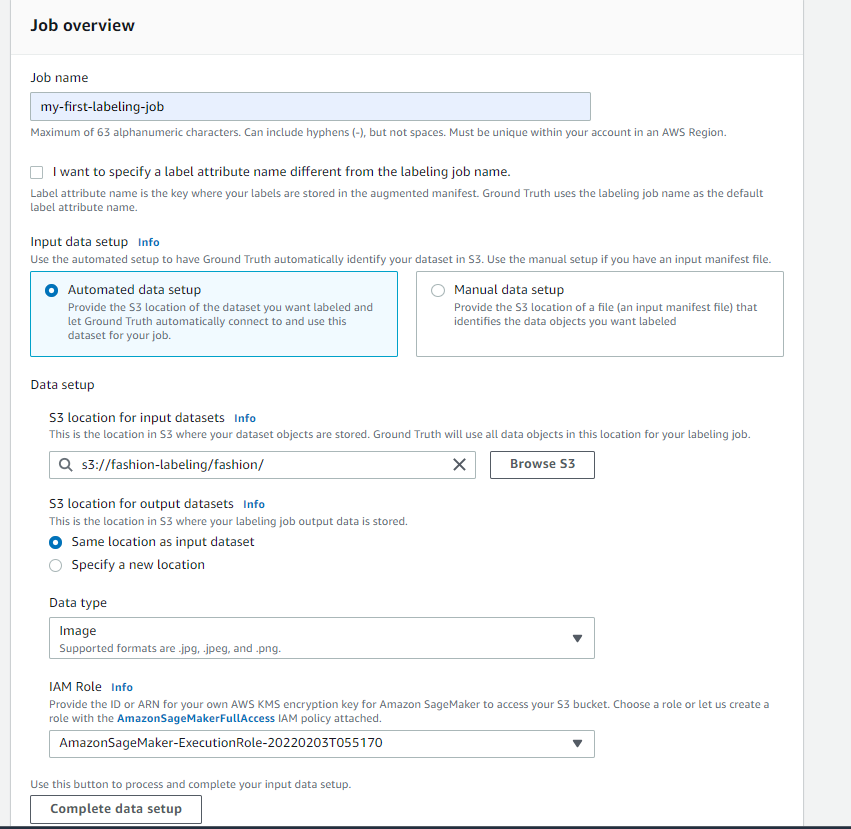 Job overview
Job name
my-first-labeling-job
Maximum of 63 alphanumeric characters. Can include hyphens (-), but not spaces. Must be unique within your account in an AWS Region.
I want to specify a label attribute name different from the labeling job name.
Label attribute name is the key where your labels are stored in the augmented manifest. Ground Truth uses the labeling job name as the default
label attribute name.
Input data setup Info
Use the automated setup to have Ground Truth automatically identify your dataset in S3. Use the manual setup if you have an input manifest file.
Automated data setup
Provide the S3 location of the dataset you want labeled and
let Ground Truth automatically connect to and use this
dataset for your job.
Manual data setup
Provide the S3 location of a file (an input manifest file) that
identifies the data objects you want labeled
Data setup
S3 location for input datasets Info
This is the location in S3 where your dataset objects are stored. Ground Truth will use all data objects in this location for your labeling job.
s3://fashion-labeling/fashion/
Browse S3
S3 location for output datasets Info
This is the location in S3 where your labeling job output data is stored.
Same location as input dataset
Specify a new location
Data type
Image
Supported formats are .jpg, .jpeg, and .png.
IAM Role Info
Provide the ID or ARN for your own AWS KMS encryption key for Amazon SageMaker to access your S3 bucket. Choose a role or let us create a
role with the AmazonSageMakerFullAccess IAM policy attached.
AmazonSageMaker-ExecutionRole-20220203T055170
Use this button to process and complete your input data setup.
Complete data setup